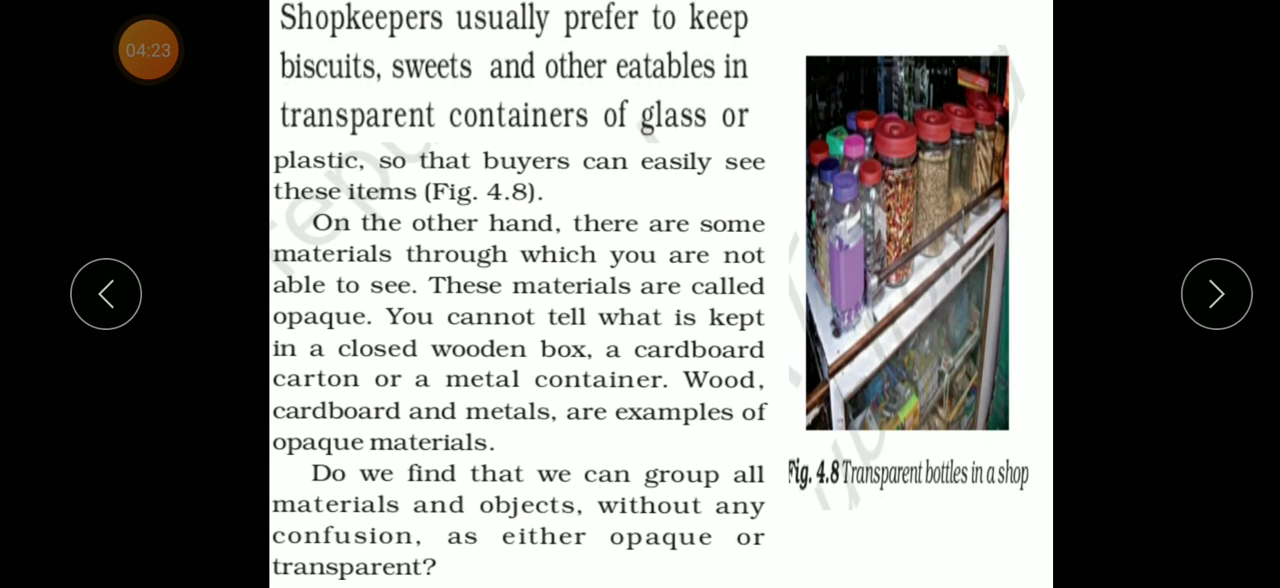 04:23
Shopkeepers usually prefer to keep
biscuits, sweets and other eatables in
transparent containers of glass or
plastic, so that buyers can easily see
these items (Fig. 4.8).
On the other hand, there are some
materials through which you are not
able to see. These materials are called
opaque. You cannot tell what is kept
in a closed wooden box, a cardboard
carton or a metal container. Wood,
cardboard and metals, are examples of
opaque materials.
Do we find that we can group all
materials and objects, without any
confusion, as either opaque or
transparent?
Fig. 4.8 Transparent bottles in a shop